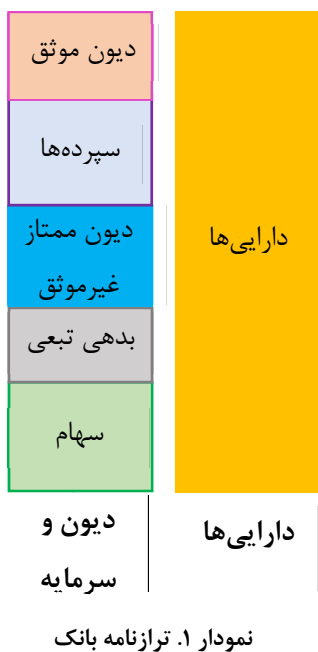 دیون موثق
سپرده‌ها
دیون ممتاز
غیرموثق
بدهی تبعی
سهام
دارایی‌ها
دیون و
سرمایه
دارایی‌ها
نمودار ۱. ترازنامه بانک